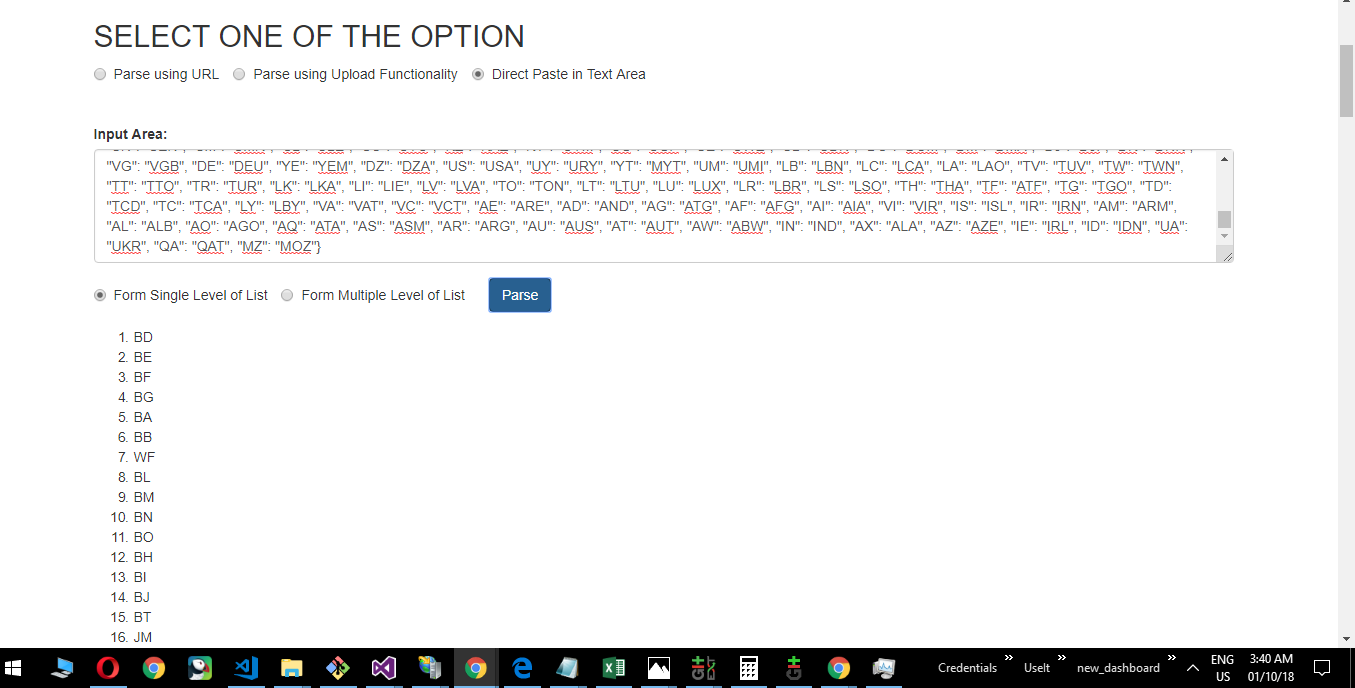 SELECT ONE OF THE OPTION
Parse using URL Parse using Upload Functionality Direct Paste in Text Area
Input Area:
"VG": "VGB", "DE": "DEU", "YE": "YEM", "DZ": "DZA", "US": "USA", "UY": "URY", "YT": "MYT", "UM": "UMI", "LB": "LBN", "LC": "LCA", "LA": "LAO", "TV": "TUV", "TW": "TWN",
"TT": "TTO", "TR": "TUR", "LK": "LKA", "LI": "LIE", "LV": "LVA", "TO": "TON", "LT": "LTU", "LU": "LUX", "LR": "LBR", "LS": "LSO", "TH": "THA", "TF": "ATF", "TG": "TGO", "TD":
"TCD", "TC": "TCA", "LY": "LBY", "VA": "VAT", "VC": "VCT", "AE": "ARE", "AD": "AND", "AG": "ATG", "AF": "AFG", "AI": "AIA", "VI": "VIR", "IS": "ISL", "IR": "IRN", "AM": "ARM",
"AL": "ALB", "AO": "AGO", "AQ": "ATA", "AS": "ASM", "AR": "ARG", "AU": "AUS", "AT": "AUT", "AW": "ABW", "IN": "IND", "AX": "ALA", "AZ": "AZE", "IE": "IRL", "ID": "IDN", "UA":
"UKR", "QA": "QAT", "MZ": "MOZ"}
Form Single Level of List Form Multiple Level of List Parse
1. BD
2. BE
3. BF
4. BG
5. BA
6. BB
7. WF
8. BL
9. BM
10. BN
11. BO
12. BH
13. BI
14. BJ
15. BT
16. JM
Credentials » Uselt » new_dashboard » ENG 3:40 AM
US 01/10/18